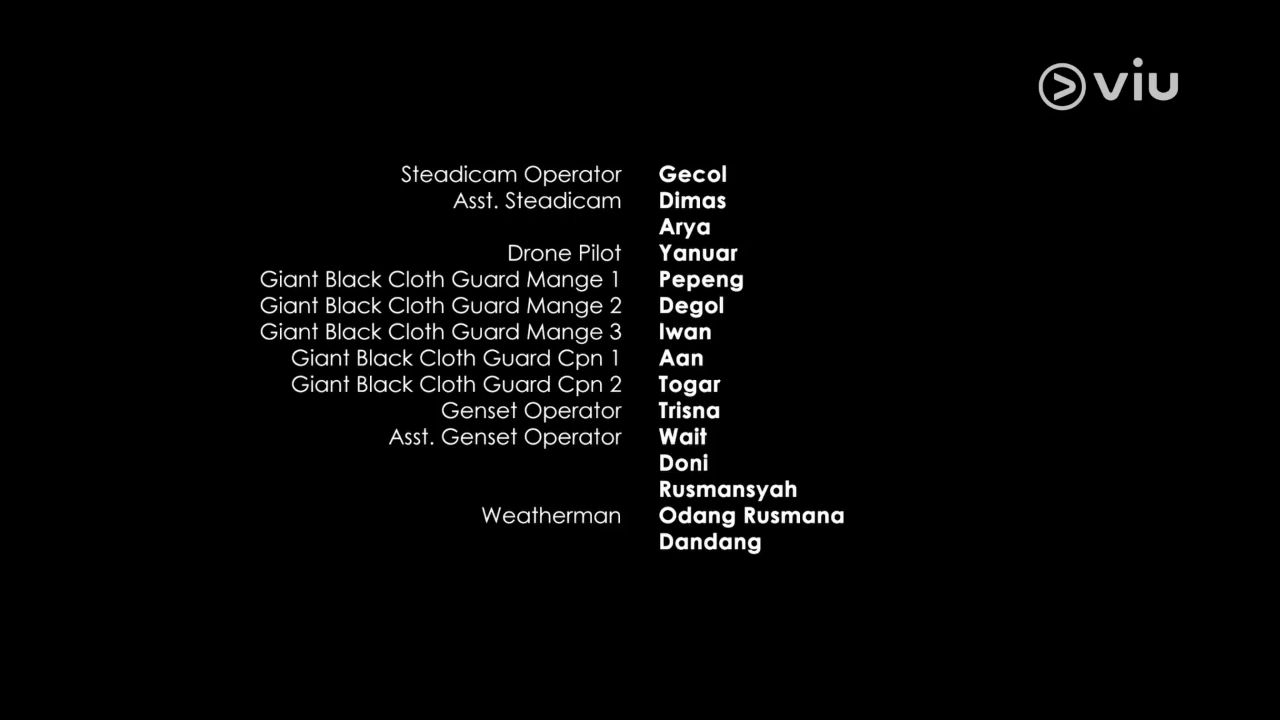 viu
Steadicam Operator Gecol
Asst. Steadicam Dimas
Arya
Drone Pilot Yanuar
Giant Black Cloth Guard Mange 1 Pepeng
Giant Black Cloth Guard Mange 2 Degol
Giant Black Cloth Guard Mange 3 Iwan
Giant Black Cloth Guard Cpn 1 Aan
Giant Black Cloth Guard Cpn 2 Togar
Genset Operator Trisna
Asst. Genset Operator Wait
Doni
Rusmansyah
Weatherman Odang Rusmana
Dandang